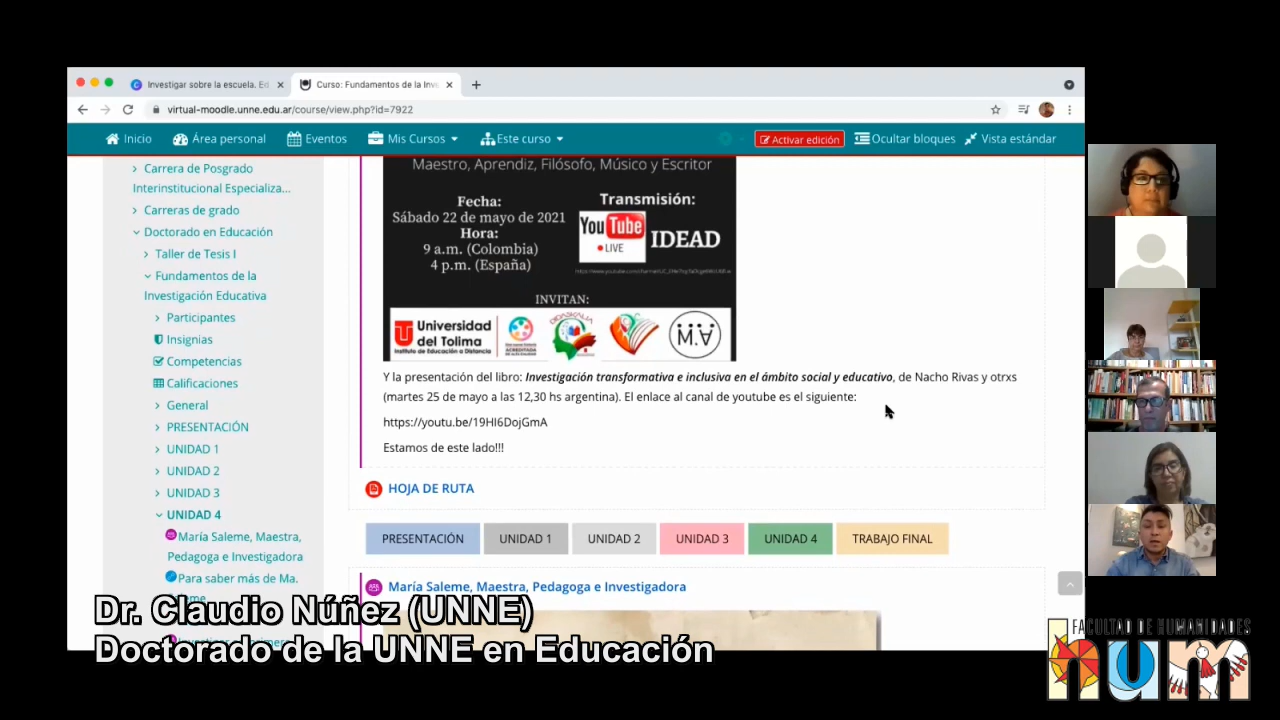 Investigar sobre la escuela. Ed
Curso: Fundamentos de la Inv
virtual-moodle.unne.edu.ar/course/view.php?id=7922
Inicio
Área personal
Eventos
Mis Cursos
Este curso
Activar edición
Ocultar bloques
Vista estándar
Carrera de Posgrado
Interinstitucional Especializa...
Carreras de grado
Doctorado en Educación
Taller de Tesis I
Fundamentos de la
Investigación Educativa
Participantes
Insignias
Competencias
Calificaciones
General
PRESENTACIÓN
UNIDAD 1
UNIDAD 2
UNIDAD 3
UNIDAD 4
María Saleme, Maestra,
Pedagoga e Investigadora
Para saber más de Ma.
Maestro, Aprendiz, Filósofo, Músico y Escritor
Fecha:
Sábado 22 de mayo de 2021
Hora:
9 a.m. (Colombia)
4 p.m. (España)
Transmisión:
YouTube
LIVE
IDEAD
INVITAN:
Universidad
del Tolima
Instituto de Educación a Distancia
DIDASKALIA
M.A
Y la presentación del libro: Investigación transformativa e inclusiva en el ámbito social y educativo, de Nacho Rivas y otrxs
(martes 25 de mayo a las 12,30 hs argentina). El enlace al canal de youtube es el siguiente:
https://youtu.be/19HI6DojGmA
Estamos de este lado!!!
HOJA DE RUTA
PRESENTACIÓN
UNIDAD 1
UNIDAD 2
UNIDAD 3
UNIDAD 4
TRABAJO FINAL
María Saleme, Maestra, Pedagoga e Investigadora
Dr. Claudio Núñez (UNNE)
Doctorado de la UNNE en Educación
FACULTAD DE HUMANIDADES
hum